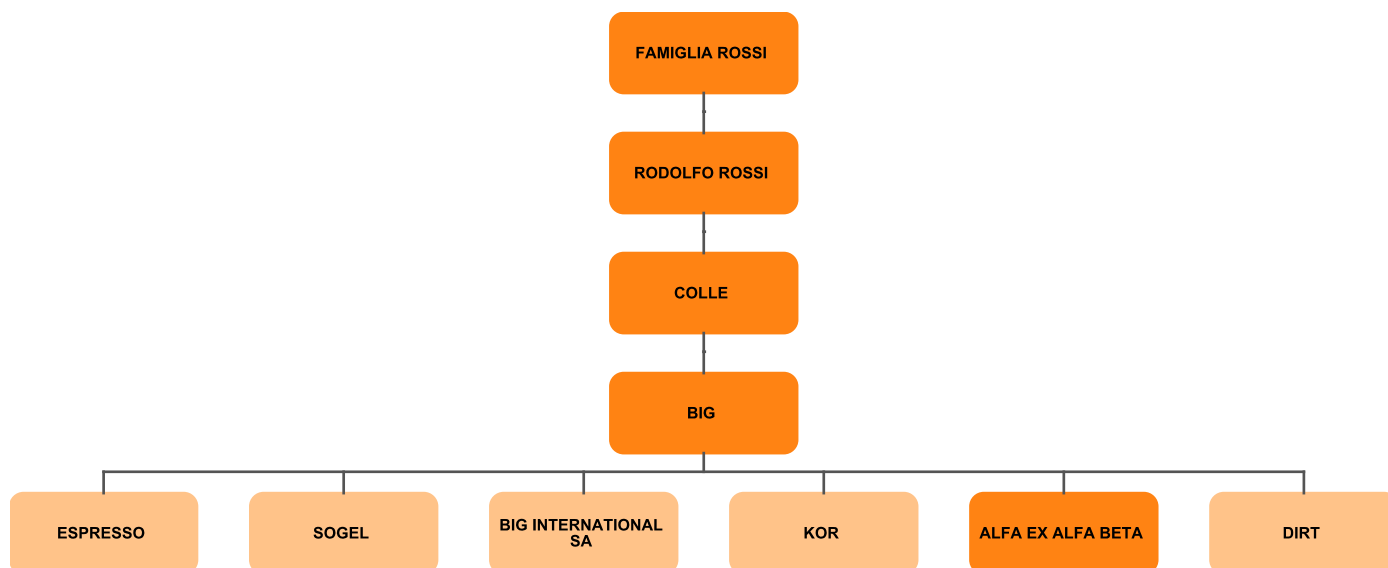 FAMIGLIA ROSSI
RODOLFO ROSSI
COLLE
BIG
ESPRESSO
SOGEL
BIG INTERNATIONAL
SA
KOR
ALFA EX ALFA BETA
DIRT